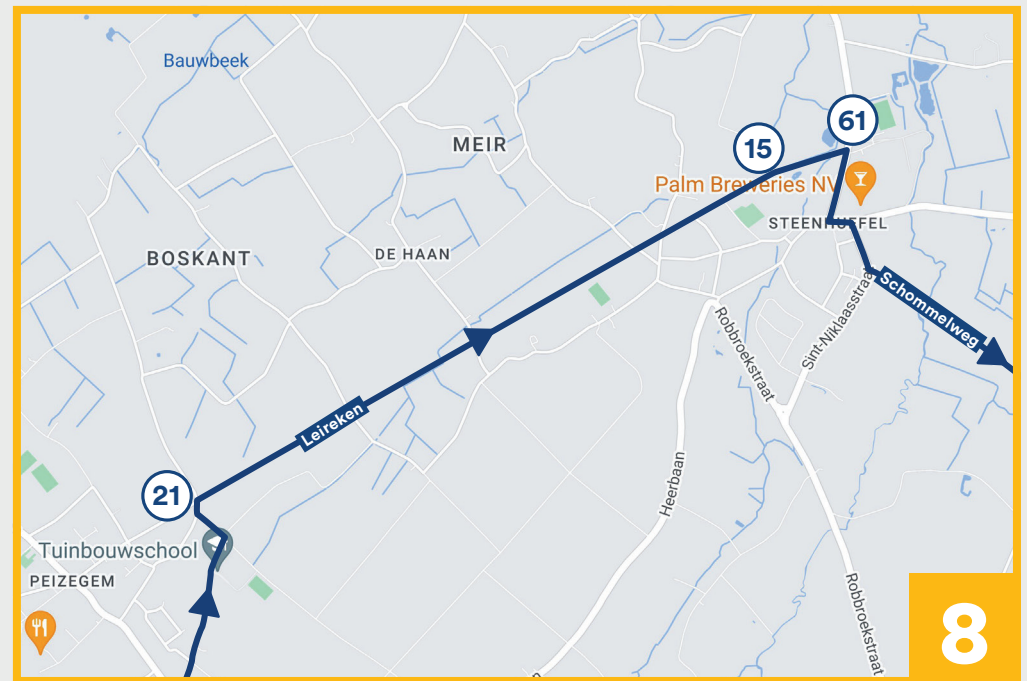 Bauwbeek
61
15
MEIR
Palm Breweries NV
STEENHUFFEL
DE HAAN
BOSKANT
Schommelweg
Sint-Niklaasstraat
Robbroekstraat
Leireken
Heerbaan
21
Tuinbouwschool
PEIZEGEM
Robbroekstraat
8